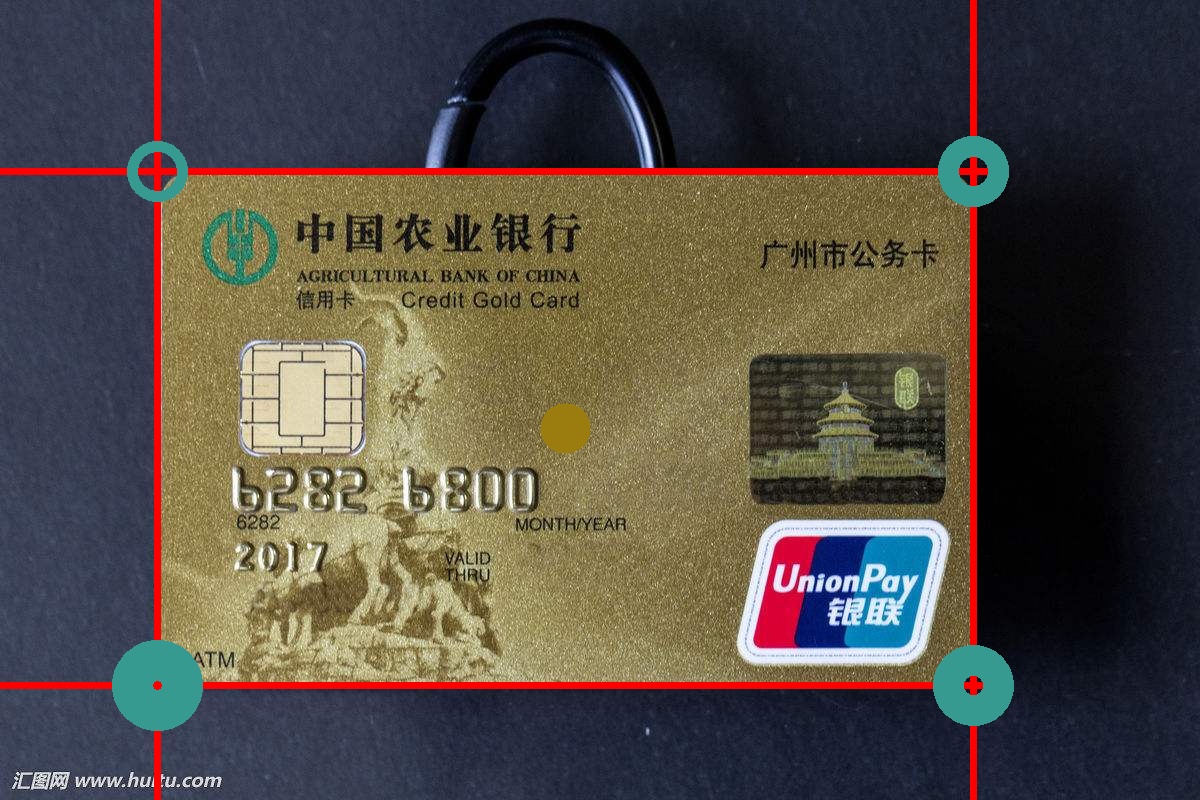 中国农业银行
AGRICULTURAL BANK OF CHINA
信用卡 Credit Gold Card
广州市公务卡
银联
6282 6800
6282
MONTH/YEAR
2017
VALID
THRU
UnionPay
银联
ATM
汇图网 www.huitu.com